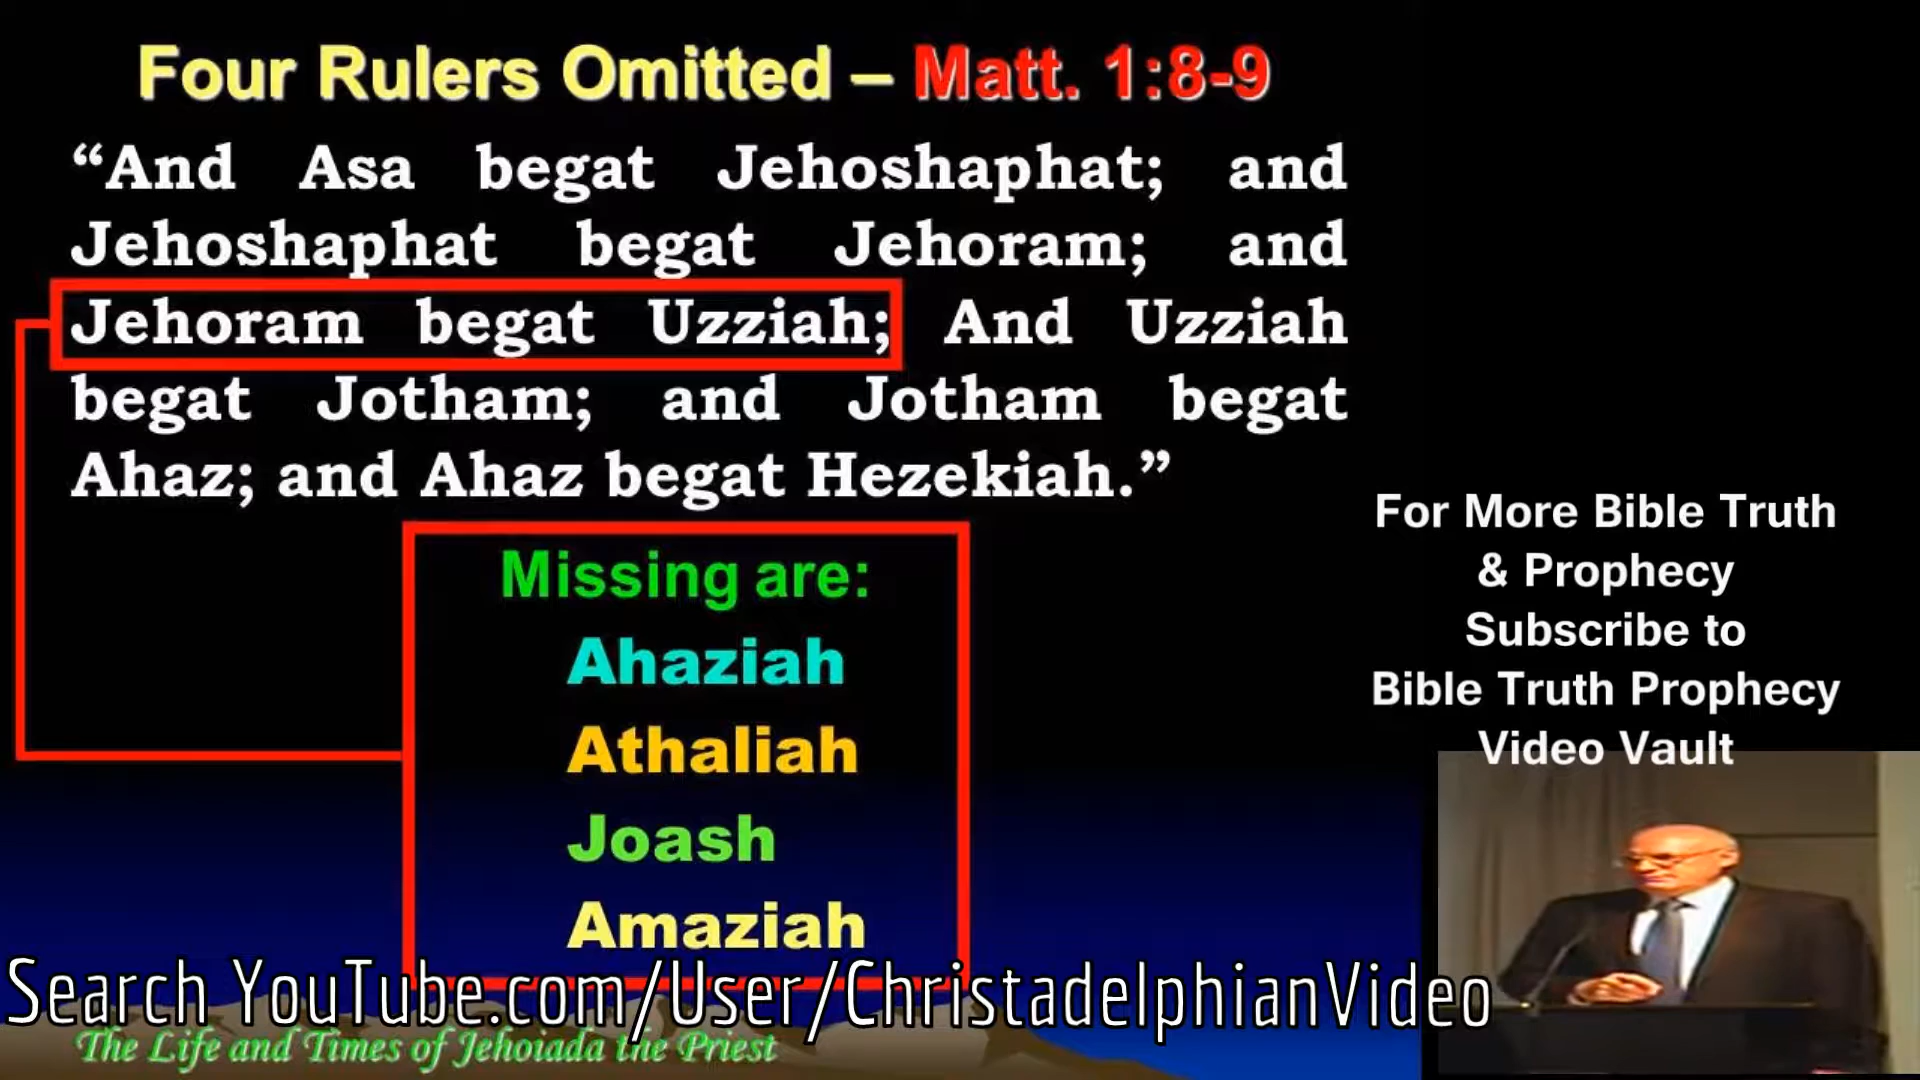 Four Rulers Omitted – Matt. 1:8-9
“And Asa begat Jehoshaphat; and
Jehoshaphat begat Jehoram; and
Jehoram begat Uzziah; And Uzziah
begat Jotham; and Jotham begat
Ahaz; and Ahaz begat Hezekiah.”
Missing are:
Ahaziah
Athaliah
Joash
Amaziah
For More Bible Truth
& Prophecy
Subscribe to
Bible Truth Prophecy
Video Vault
Search YouTube.com/User/ChristadelphianVideo
The Life and Times of Jehoiada the Priest